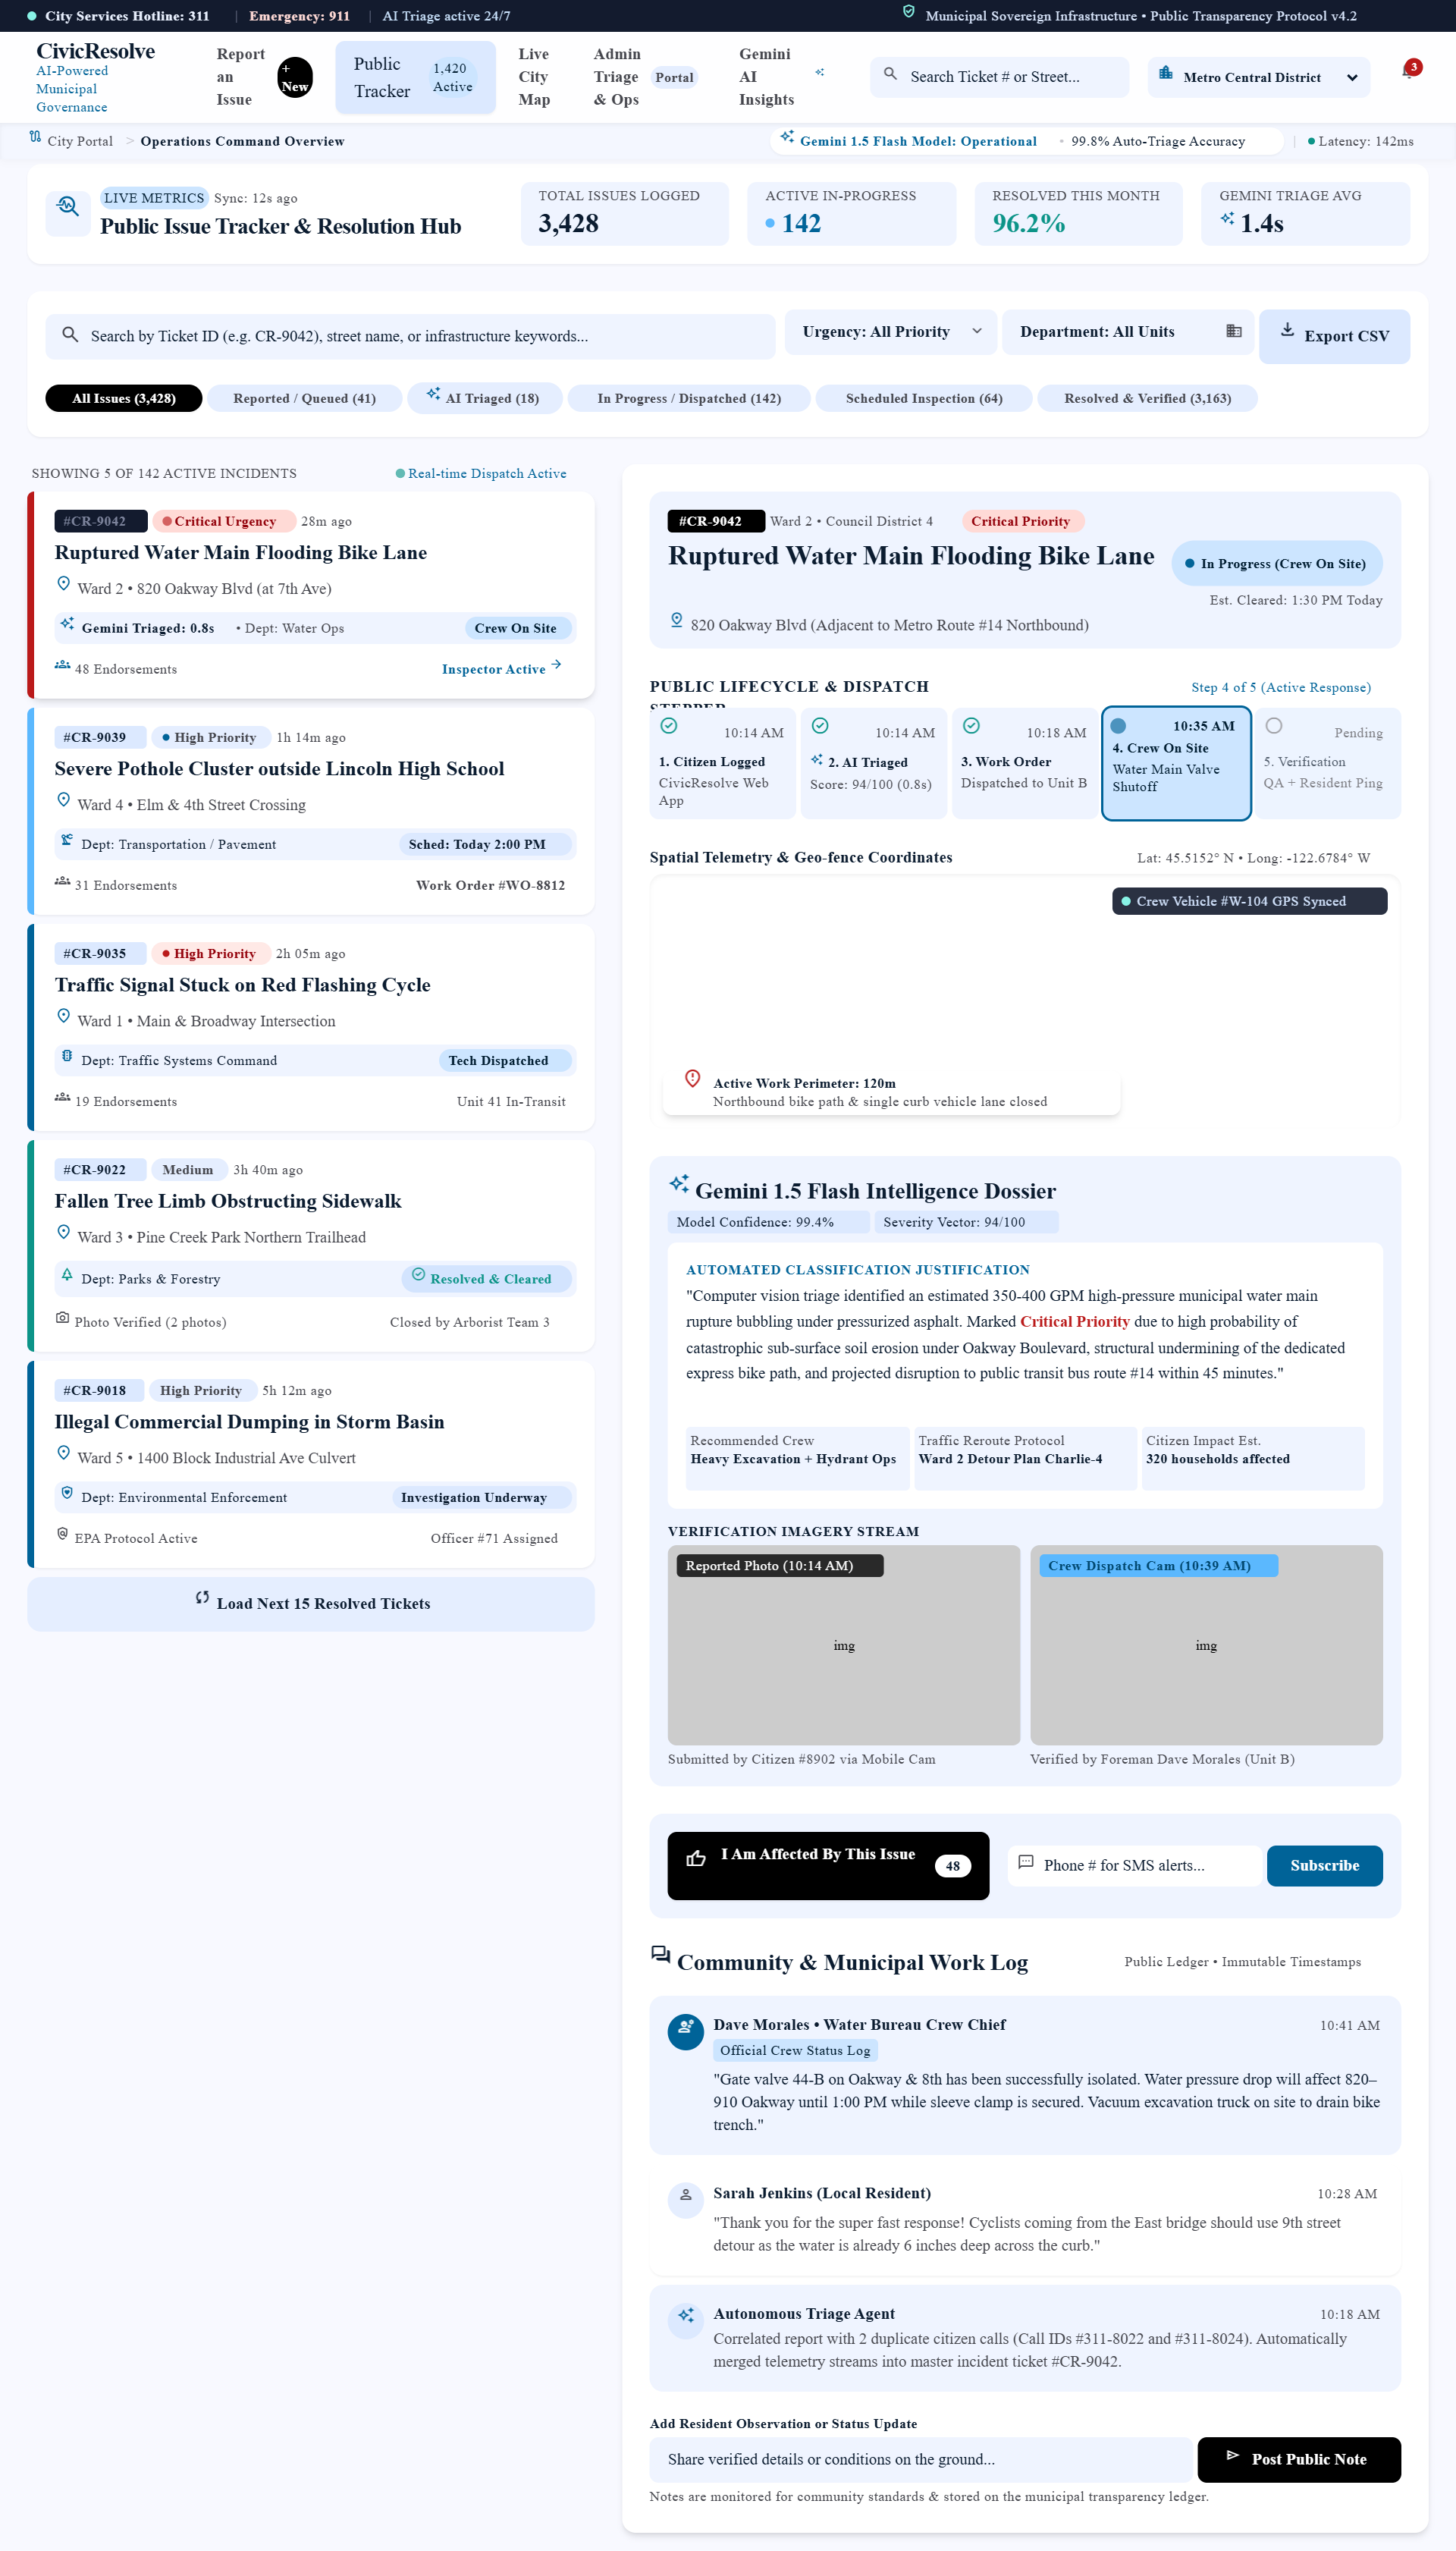 City Services Hotline: 311 | Emergency: 911 | AI Triage active 24/7
Municipal Sovereign Infrastructure • Public Transparency Protocol v4.2
CivicResolve
AI-Powered
Municipal
Governance
Report
an
Issue
+
New
Public
Tracker
1,420
Active
Live
City
Map
Admin
Triage
& Ops
Portal
Gemini
AI
Insights
Search Ticket # or Street...
Metro Central District
3
City Portal > Operations Command Overview
Gemini 1.5 Flash Model: Operational • 99.8% Auto-Triage Accuracy | Latency: 142ms
LIVE METRICS Sync: 12s ago
Public Issue Tracker & Resolution Hub
TOTAL ISSUES LOGGED
3,428
ACTIVE IN-PROGRESS
142
RESOLVED THIS MONTH
96.2%
GEMINI TRIAGE AVG
1.4s
Search by Ticket ID (e.g. CR-9042), street name, or infrastructure keywords...
Urgency: All Priority
Department: All Units
Export CSV
All Issues (3,428)
Reported / Queued (41)
AI Triaged (18)
In Progress / Dispatched (142)
Scheduled Inspection (64)
Resolved & Verified (3,163)
SHOWING 5 OF 142 ACTIVE INCIDENTS
Real-time Dispatch Active
#CR-9042 Critical Urgency 28m ago
Ruptured Water Main Flooding Bike Lane
Ward 2 • 820 Oakway Blvd (at 7th Ave)
Gemini Triaged: 0.8s • Dept: Water Ops Crew On Site
48 Endorsements Inspector Active
#CR-9039 High Priority 1h 14m ago
Severe Pothole Cluster outside Lincoln High School
Ward 4 • Elm & 4th Street Crossing
Dept: Transportation / Pavement Sched: Today 2:00 PM
31 Endorsements Work Order #WO-8812
#CR-9035 High Priority 2h 05m ago
Traffic Signal Stuck on Red Flashing Cycle
Ward 1 • Main & Broadway Intersection
Dept: Traffic Systems Command Tech Dispatched
19 Endorsements Unit 41 In-Transit
#CR-9022 Medium 3h 40m ago
Fallen Tree Limb Obstructing Sidewalk
Ward 3 • Pine Creek Park Northern Trailhead
Dept: Parks & Forestry Resolved & Cleared
Photo Verified (2 photos) Closed by Arborist Team 3
#CR-9018 High Priority 5h 12m ago
Illegal Commercial Dumping in Storm Basin
Ward 5 • 1400 Block Industrial Ave Culvert
Dept: Environmental Enforcement Investigation Underway
EPA Protocol Active Officer #71 Assigned
Load Next 15 Resolved Tickets
#CR-9042 Ward 2 • Council District 4 Critical Priority
Ruptured Water Main Flooding Bike Lane
In Progress (Crew On Site)
Est. Cleared: 1:30 PM Today
820 Oakway Blvd (Adjacent to Metro Route #14 Northbound)
PUBLIC LIFECYCLE & DISPATCH
STEPPER
Step 4 of 5 (Active Response)
10:14 AM
1. Citizen Logged
CivicResolve Web
App
10:14 AM
2. AI Triaged
Score: 94/100 (0.8s)
10:18 AM
3. Work Order
Dispatched to Unit B
10:35 AM
4. Crew On Site
Water Main Valve
Shutoff
Pending
5. Verification
QA + Resident Ping
Spatial Telemetry & Geo-fence Coordinates
Lat: 45.5152° N • Long: -122.6784° W
Crew Vehicle #W-104 GPS Synced
Active Work Perimeter: 120m
Northbound bike path & single curb vehicle lane closed
Gemini 1.5 Flash Intelligence Dossier
Model Confidence: 99.4% Severity Vector: 94/100
AUTOMATED CLASSIFICATION JUSTIFICATION
"Computer vision triage identified an estimated 350-400 GPM high-pressure municipal water main
rupture bubbling under pressurized asphalt. Marked Critical Priority due to high probability of
catastrophic sub-surface soil erosion under Oakway Boulevard, structural undermining of the dedicated
express bike path, and projected disruption to public transit bus route #14 within 45 minutes."
Recommended Crew
Heavy Excavation + Hydrant Ops
Traffic Reroute Protocol
Ward 2 Detour Plan Charlie-4
Citizen Impact Est.
320 households affected
VERIFICATION IMAGERY STREAM
Reported Photo (10:14 AM)
img
Crew Dispatch Cam (10:39 AM)
img
Submitted by Citizen #8902 via Mobile Cam
Verified by Foreman Dave Morales (Unit B)
I Am Affected By This Issue 48
Phone # for SMS alerts...
Subscribe
Community & Municipal Work Log
Public Ledger • Immutable Timestamps
Dave Morales • Water Bureau Crew Chief 10:41 AM
Official Crew Status Log
"Gate valve 44-B on Oakway & 8th has been successfully isolated. Water pressure drop will affect 820–
910 Oakway until 1:00 PM while sleeve clamp is secured. Vacuum excavation truck on site to drain bike
trench."
Sarah Jenkins (Local Resident) 10:28 AM
"Thank you for the super fast response! Cyclists coming from the East bridge should use 9th street
detour as the water is already 6 inches deep across the curb."
Autonomous Triage Agent 10:18 AM
Correlated report with 2 duplicate citizen calls (Call IDs #311-8022 and #311-8024). Automatically
merged telemetry streams into master incident ticket #CR-9042.
Add Resident Observation or Status Update
Share verified details or conditions on the ground...
Post Public Note
Notes are monitored for community standards & stored on the municipal transparency ledger.